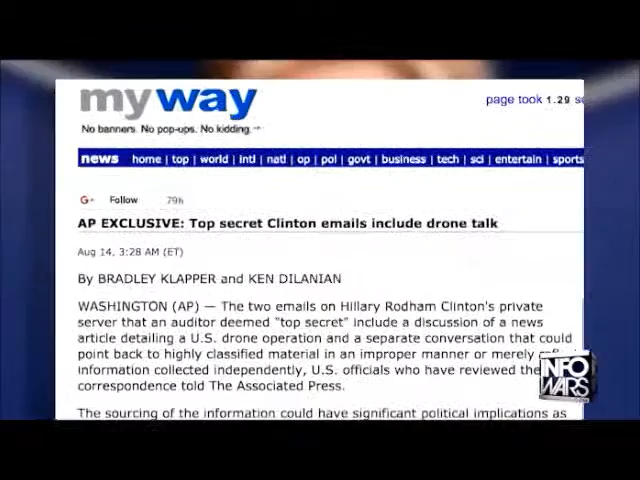 myway
page took 1.29
No banners. No pop-ups. No kidding.
news home | top | world | intl | natl | op | pol | govt | business | tech | sci | entertain | sports
G+ Follow 79k
AP EXCLUSIVE: Top secret Clinton emails include drone talk
Aug 14, 3:28 AM (ET)
By BRADLEY KLAPPER and KEN DILANIAN
WASHINGTON (AP) — The two emails on Hillary Rodham Clinton's private
server that an auditor deemed "top secret" include a discussion of a news
article detailing a U.S. drone operation and a separate conversation that could
point back to highly classified material in an improper manner or merely
information collected independently, U.S. officials who have reviewed the
correspondence told The Associated Press.
The sourcing of the information could have significant political implications as
INFO
WARS